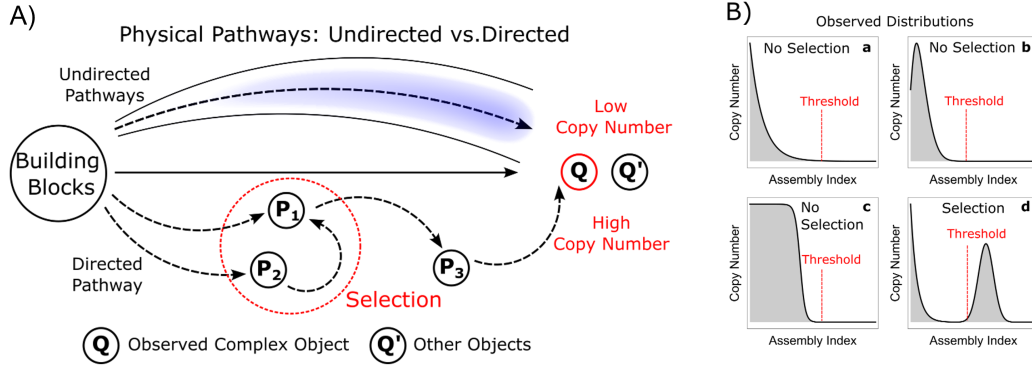 A)
Physical Pathways: Undirected vs.Directed
Undirected
Pathways
Low
Copy Number
Building
Blocks
Q
Q'
P1
P2
P3
High
Copy Number
Directed
Pathway
Selection
Q Observed Complex Object
Q' Other Objects
B)
Observed Distributions
No Selection
a
Threshold
Copy Number
Assembly Index
No Selection
b
Threshold
Copy Number
Assembly Index
No
Selection
c
Threshold
Copy Number
Assembly Index
Selection
d
Threshold
Copy Number
Assembly Index